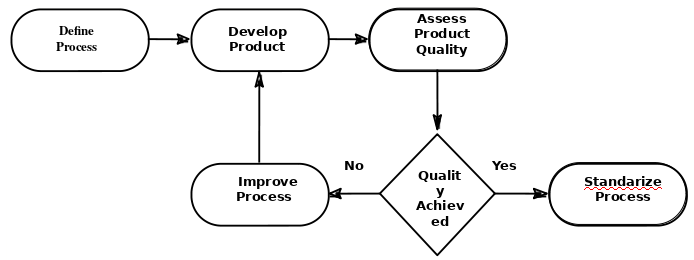 Define
Process
Develop
Product
Assess
Product
Quality
No
Yes
Improve
Process
Qualit
y
Achiev
ed
Standarize
Process